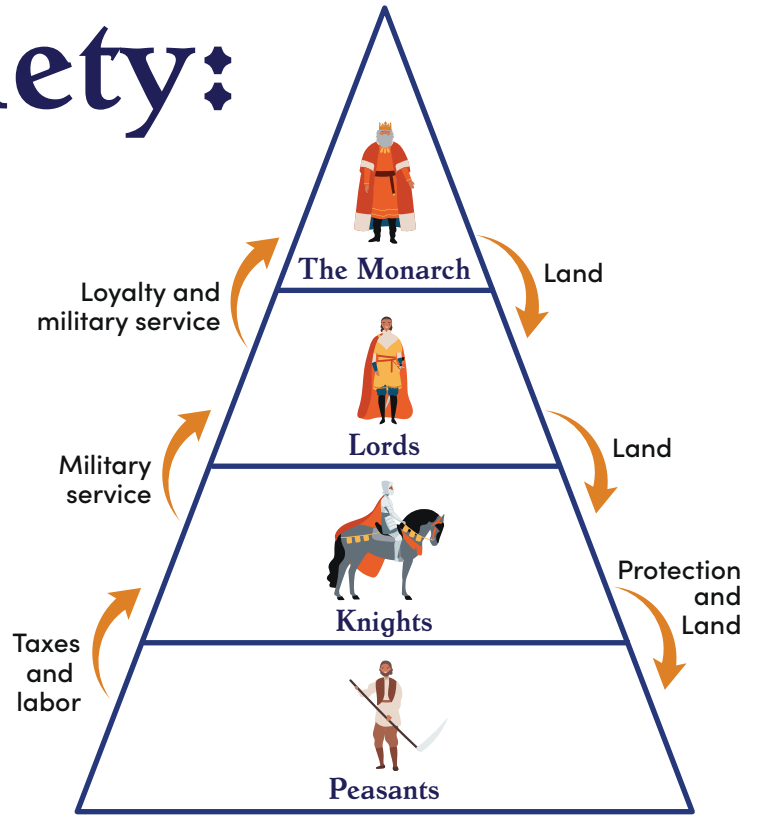 ety:
The Monarch
Loyalty and
military service
Land
Lords
Military
service
Land
Knights
Taxes
and
labor
Protection
and
Land
Peasants